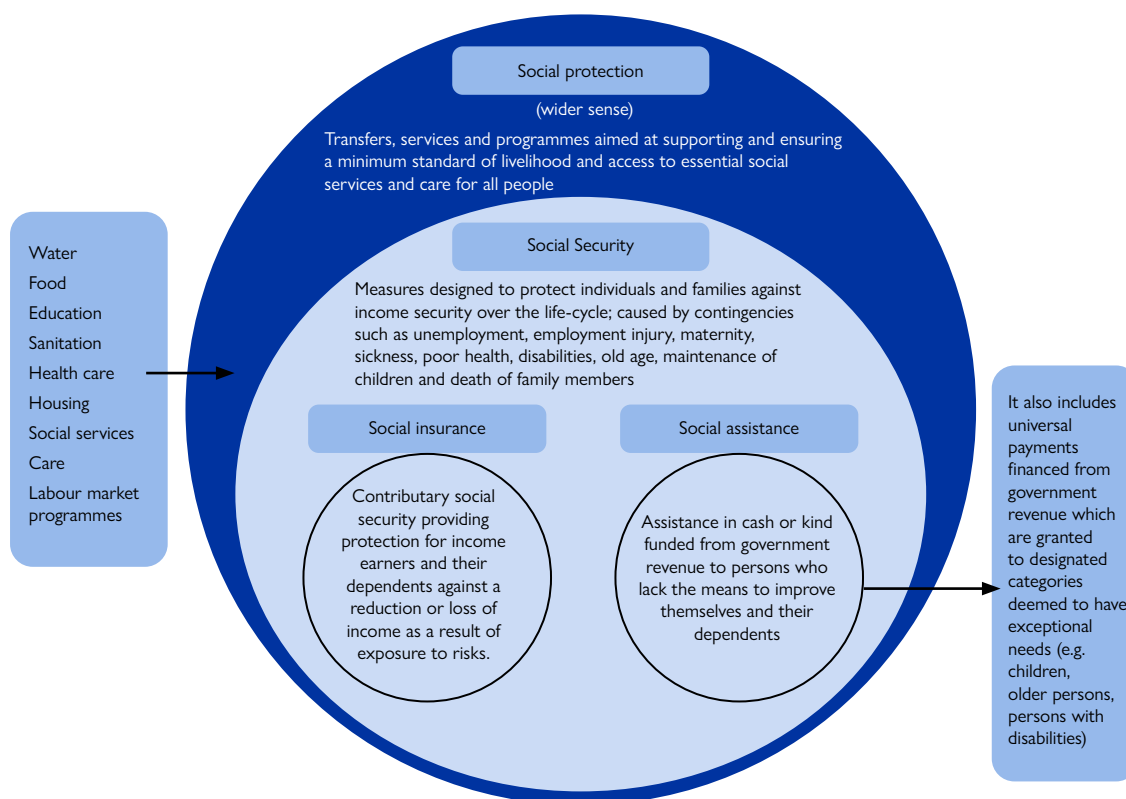 Social protection
(wider sense)
Transfers, services and programmes aimed at supporting and ensuring
a minimum standard of livelihood and access to essential social
services and care for all people
Water
Food
Education
Sanitation
Health care
Housing
Social services
Care
Labour market
programmes
Social Security
Measures designed to protect individuals and families against
income security over the life-cycle; caused by contingencies
such as unemployment, employment injury, maternity,
sickness, poor health, disabilities, old age, maintenance of
children and death of family members
Social insurance
Contributary social
security providing
protection for income
earners and their
dependents against a
reduction or loss of
income as a result of
exposure to risks.
Social assistance
Assistance in cash or kind
funded from government
revenue to persons who
lack the means to improve
themselves and their
dependents
It also includes
universal
payments
financed from
government
revenue which
are granted
to designated
categories
deemed to have
exceptional
needs (e.g.
children,
older persons,
persons with
disabilities)